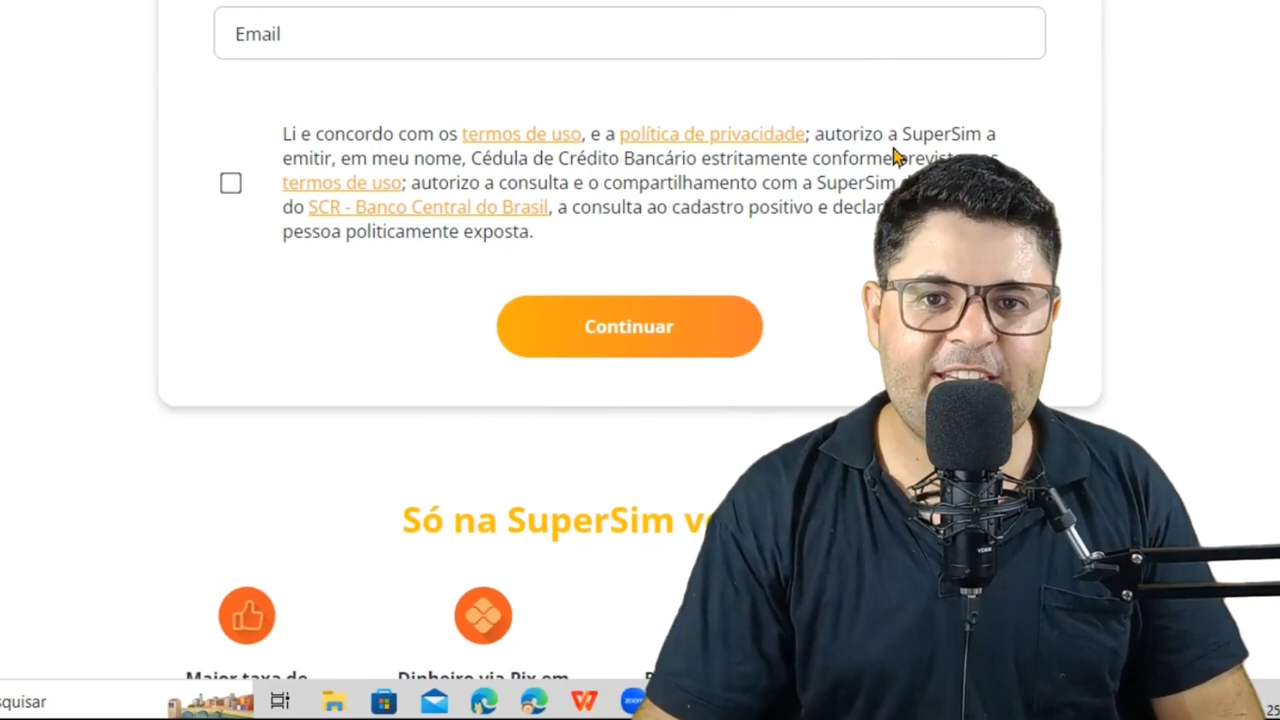 Email
Li e concordo com os termos de uso, e a política de privacidade; autorizo a SuperSim a
emitir, em meu nome, Cédula de Crédito Bancário estritamente conforme
termos de uso; autorizo a consulta e o compartilhamento com a SuperSim
do SCR - Banco Central do Brasil, a consulta ao cadastro positivo e
pessoa politicamente exposta.
Continuar
Só na SuperSim
Maior taxa de
Dinheiro via Pix em
squisar
zoom
25